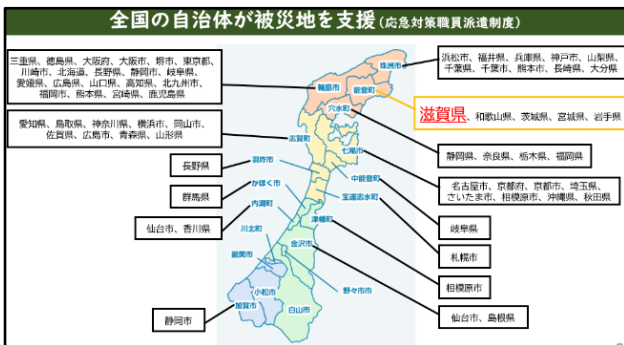 全国の自治体が被災地を支援(応急対策職員派遣制度)
三重県、徳島県、大阪府、大阪市、堺市、東京都、
川崎市、北海道、長野県、静岡市、岐阜県、
愛媛県、広島県、山口県、高知県、北九州市、
福岡市、熊本県、宮崎県、鹿児島県
浜松市、福井県、兵庫県、神戸市、山梨県、
千葉県、千葉市、熊本市、長崎県、大分県
珠洲市
輪島市
能登町
滋賀県、和歌山県、茨城県、宮城県、岩手県
穴水町
愛知県、鳥取県、神奈川県、横浜市、岡山市、
佐賀県、広島市、青森県、山形県
志賀町
静岡県、奈良県、栃木県、福岡県
七尾市
長野県
羽咋市
中能登町
名古屋市、京都府、京都市、埼玉県、
さいたま市、相模原市、沖縄県、秋田県
群馬県
かほく市
宝達志水町
岐阜県
仙台市、香川県
内灘町
津幡町
札幌市
川北町
金沢市
相模原市
能美市
野々市市
小松市
加賀市
白山市
静岡市
仙台市、島根県